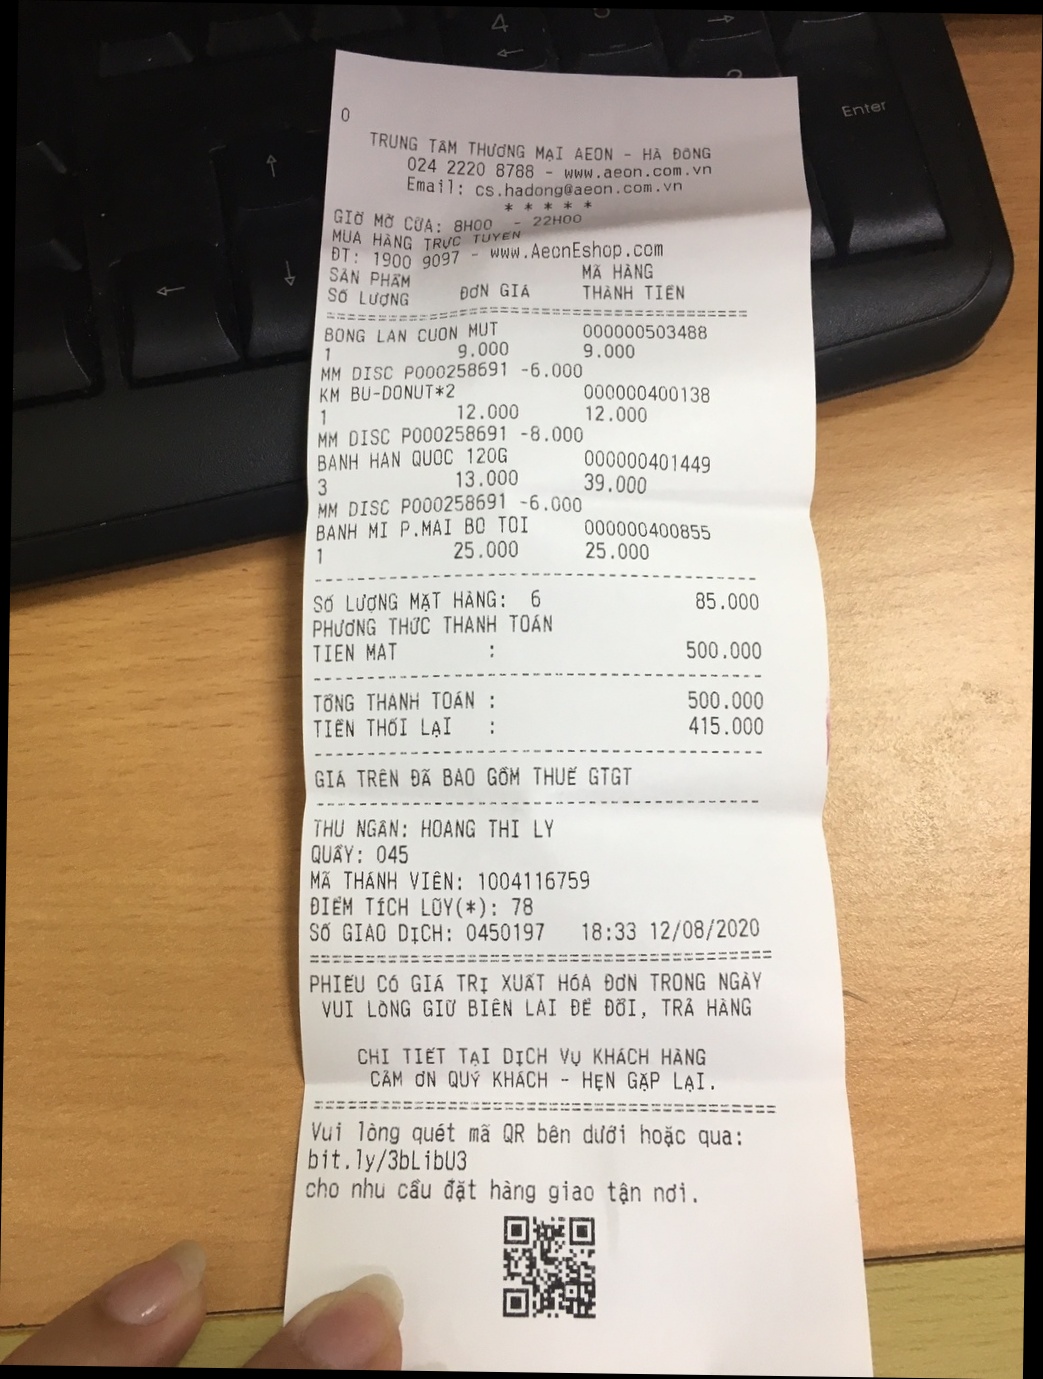 0
TRUNG TÂM THƯƠNG MẠI AEON - HÀ ĐÔNG
024 2220 8788 - www.aeon.com.vn
Email: cs.hadong@aeon.com.vn
* * * * *
GIỜ MỞ CỬA: 8H00 - 22H00
MUA HÀNG TRỰC TUYẾN
ĐT: 1900 9097 - www.AeonEshop.com
SẢN PHẨM MÃ HÀNG
SỐ LƯỢNG ĐƠN GIÁ THÀNH TIỀN
BONG LAN CUON MUT 000000503488
1 9.000 9.000
MM DISC P000258691 -6.000
KM BU-DONUT*2 000000400138
1 12.000 12.000
MM DISC P000258691 -8.000
BANH HAN QUOC 120G 000000401449
3 13.000 39.000
MM DISC P000258691 -6.000
BANH MI P.MAI BO TOI 000000400855
1 25.000 25.000
SỐ LƯỢNG MẶT HÀNG: 6 85.000
PHƯƠNG THỨC THANH TOÁN
TIEN MAT : 500.000
TỔNG THANH TOÁN : 500.000
TIỀN THỐI LẠI : 415.000
GIÁ TRÊN ĐÃ BAO GỒM THUẾ GTGT
THU NGÂN: HOANG THI LY
QUẦY: 045
MÃ THÀNH VIÊN: 1004116759
ĐIỂM TÍCH LŨY(*): 78
SỐ GIAO DỊCH: 0450197 18:33 12/08/2020
PHIẾU CÓ GIÁ TRỊ XUẤT HÓA ĐƠN TRONG NGÀY
VUI LÒNG GIỮ BIÊN LAI ĐỂ ĐỔI, TRẢ HÀNG
CHI TIẾT TẠI DỊCH VỤ KHÁCH HÀNG
CẢM ƠN QUÝ KHÁCH - HẸN GẶP LẠI.
Vui lòng quét mã QR bên dưới hoặc qua:
bit.ly/3bLibU3
cho nhu cầu đặt hàng giao tận nơi.
4
Enter